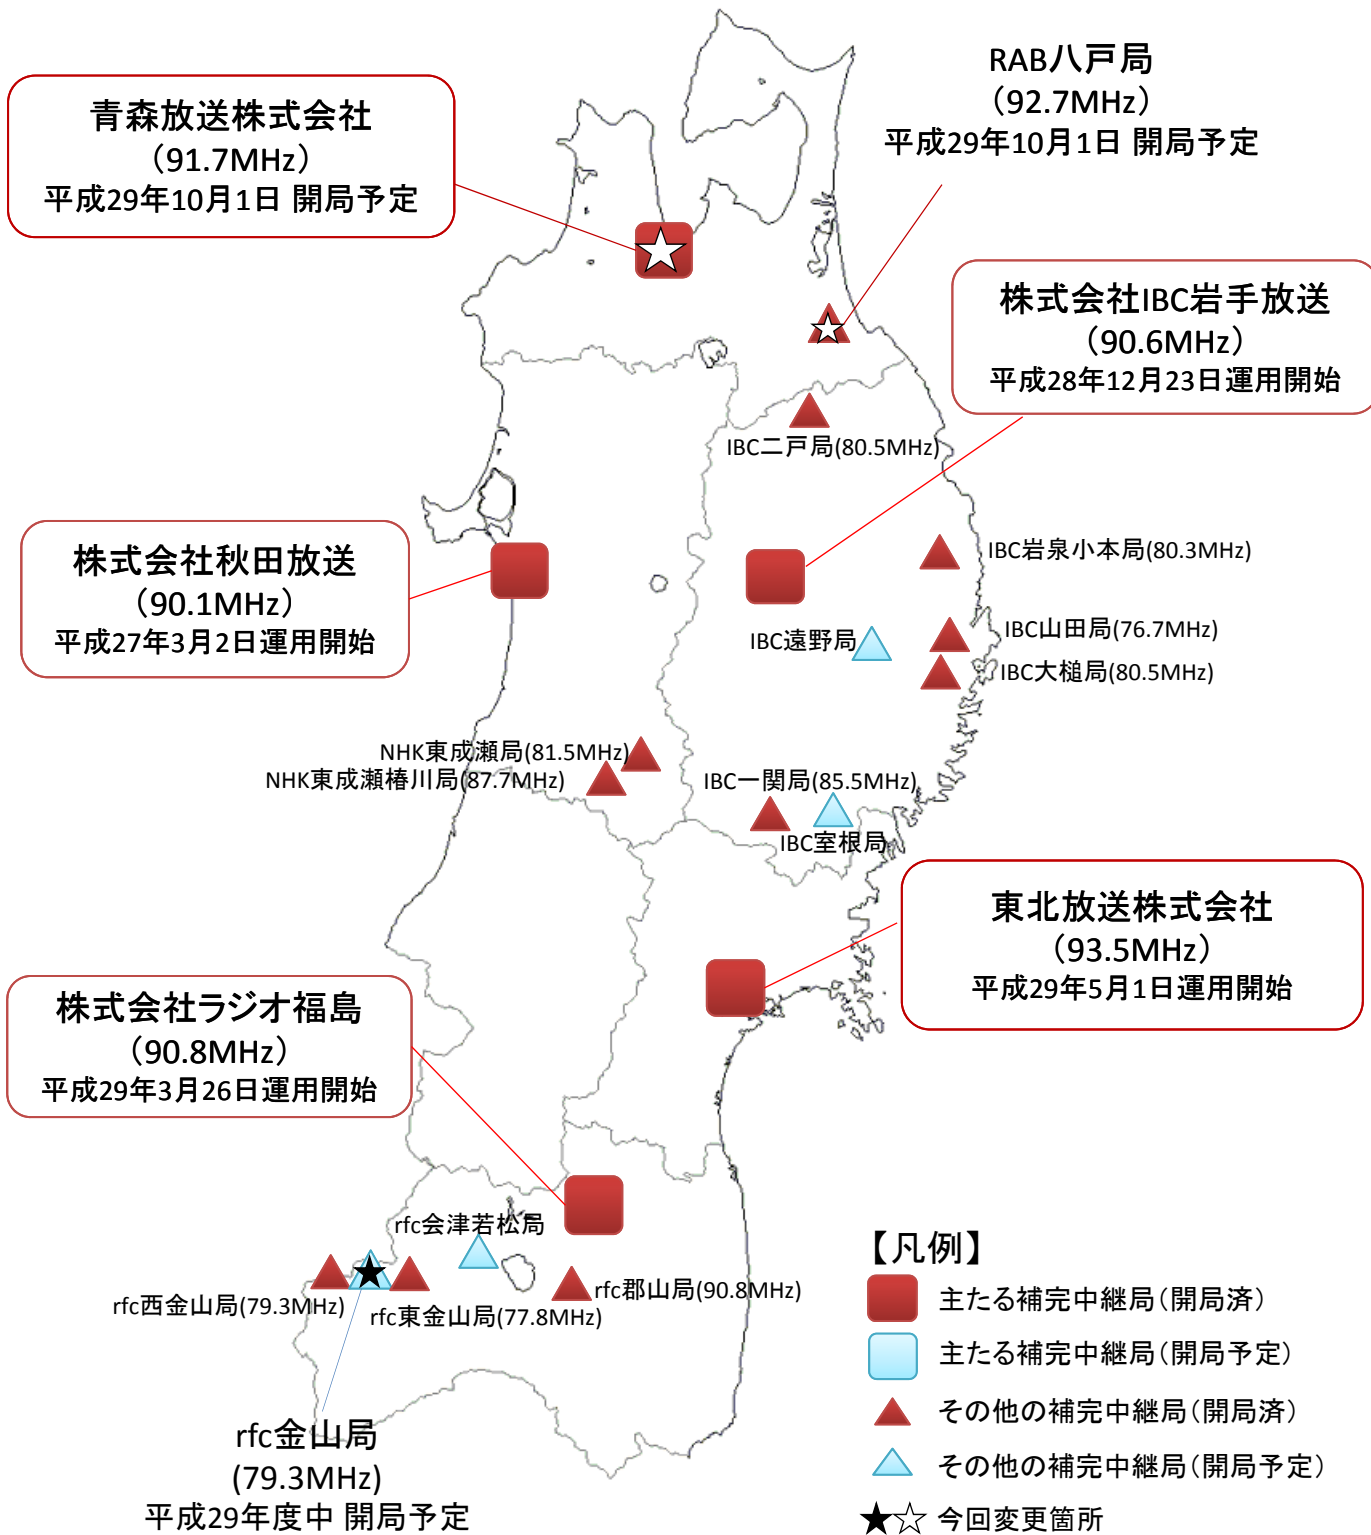 青森放送株式会社
（91.7MHz）
平成29年10月1日 開局予定
RAB八戸局
（92.7MHz）
平成29年10月1日 開局予定
株式会社IBC岩手放送
（90.6MHz）
平成28年12月23日運用開始
IBC二戸局(80.5MHz)
株式会社秋田放送
（90.1MHz）
平成27年3月2日運用開始
IBC岩泉小本局(80.3MHz)
IBC遠野局
IBC山田局(76.7MHz)
IBC大槌局(80.5MHz)
NHK東成瀬局(81.5MHz)
NHK東成瀬椿川局(87.7MHz)
IBC一関局(85.5MHz)
IBC室根局
東北放送株式会社
（93.5MHz）
平成29年5月1日運用開始
株式会社ラジオ福島
（90.8MHz）
平成29年3月26日運用開始
rfc会津若松局
rfc西金山局(79.3MHz)
rfc東金山局(77.8MHz)
rfc郡山局(90.8MHz)
rfc金山局
(79.3MHz)
平成29年度中 開局予定
【凡例】
主たる補完中継局（開局済）
主たる補完中継局（開局予定）
その他の補完中継局（開局済）
その他の補完中継局（開局予定）
★☆ 今回変更箇所